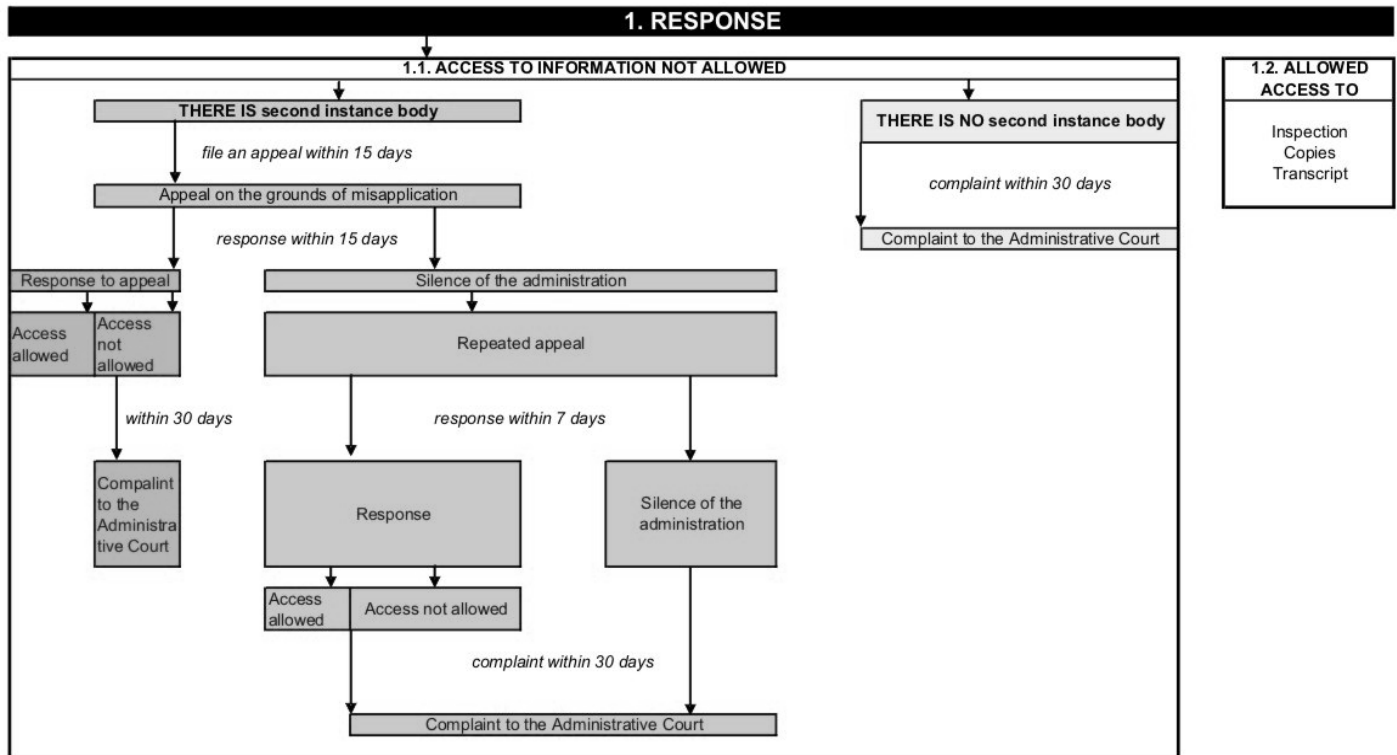 1. RESPONSE
1.1. ACCESS TO INFORMATION NOT ALLOWED
1.2. ALLOWED
ACCESS TO
THERE IS second instance body
THERE IS NO second instance body
Inspection
Copies
Transcript
file an appeal within 15 days
complaint within 30 days
Appeal on the grounds of misapplication
response within 15 days
Complaint to the Administrative Court
Response to appeal
Silence of the administration
Access
allowed
Access
not
allowed
Repeated appeal
within 30 days
response within 7 days
Compalint
to the
Administra
tive Court
Response
Silence of the
administration
Access
allowed
Access not allowed
complaint within 30 days
Complaint to the Administrative Court